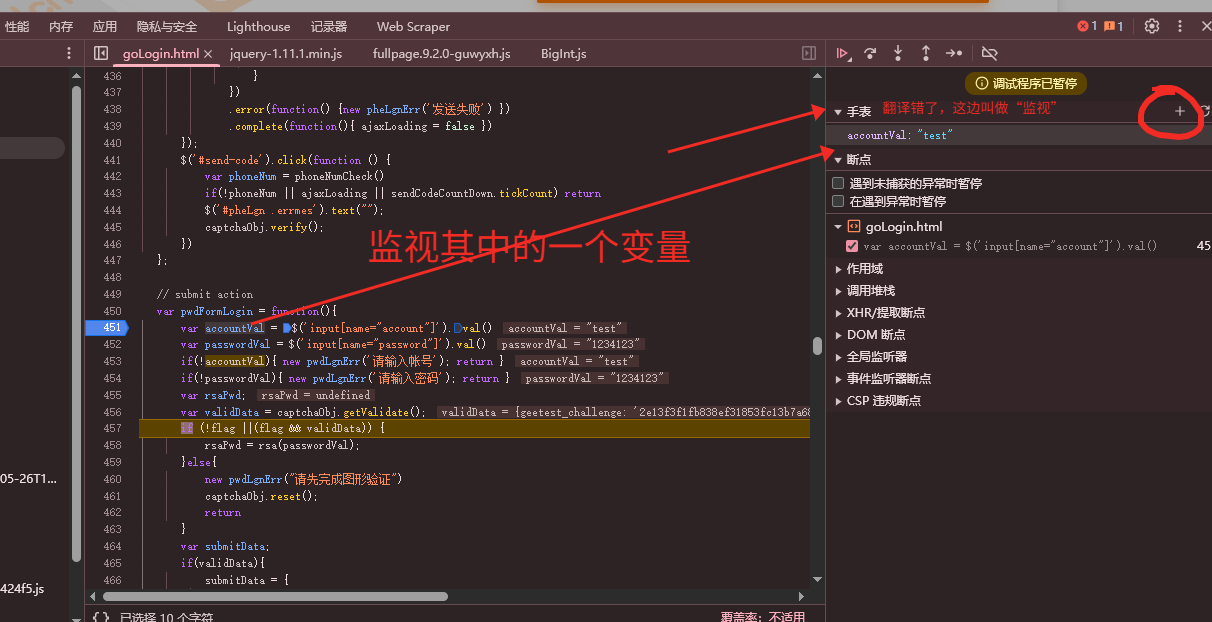 性能 内存 应用 隐私与安全 Lighthouse 记录器 Web Scraper 1 1
goLogin.html jquery-1.11.1.min.js fullpage.9.2.0-guwyxh.js BigInt.js
436 }
437 })
438 .error(function() {new pheLgnErr('发送失败') })
439 .complete(function(){ ajaxLoading = false })
440 });
441 $('#send-code').click(function () {
442 var phoneNum = phoneNumCheck()
443 if(!phoneNum || ajaxLoading || sendCodeCountDown.tickCount) return
444 $('#pheLgn .errmes').text("");
445 captchaObj.verify();
446 })
447 };
448
449 // submit action
450 var pwdFormLogin = function(){
451 var accountVal = $('input[name="account"]').val() accountVal = "test"
452 var passwordVal = $('input[name="password"]').val() passwordVal = "1234123"
453 if(!accountVal){ new pwdLgnErr('请输入帐号'); return } accountVal = "test"
454 if(!passwordVal){ new pwdLgnErr('请输入密码'); return } passwordVal = "1234123"
455 var rsaPwd; rsaPwd = undefined
456 var validData = captchaObj.getValidate(); validData = {geetest_challenge: '2e13f3f1fb838ef31853fc13b7a68
457 if (!flag ||(flag && validData)) {
458 rsaPwd = rsa(passwordVal);
459 }else{
460 new pwdLgnErr("请先完成图形验证")
461 captchaObj.reset();
462 return
463 }
464 var submitData;
465 if(validData){
466 submitData = {
监视其中的一个变量
05-26T1...
424f5.js
{ } 已选择 10 个字符 覆盖率：不适用
调试程序已暂停
手表 翻译错了，这边叫做“监视”
accountVal: "test"
断点
遇到未捕获的异常时暂停
在遇到异常时暂停
goLogin.html
var accountVal = $('input[name="account"]').val() 45
作用域
调用堆栈
XHR/提取断点
DOM 断点
全局监听器
事件监听器断点
CSP 违规断点